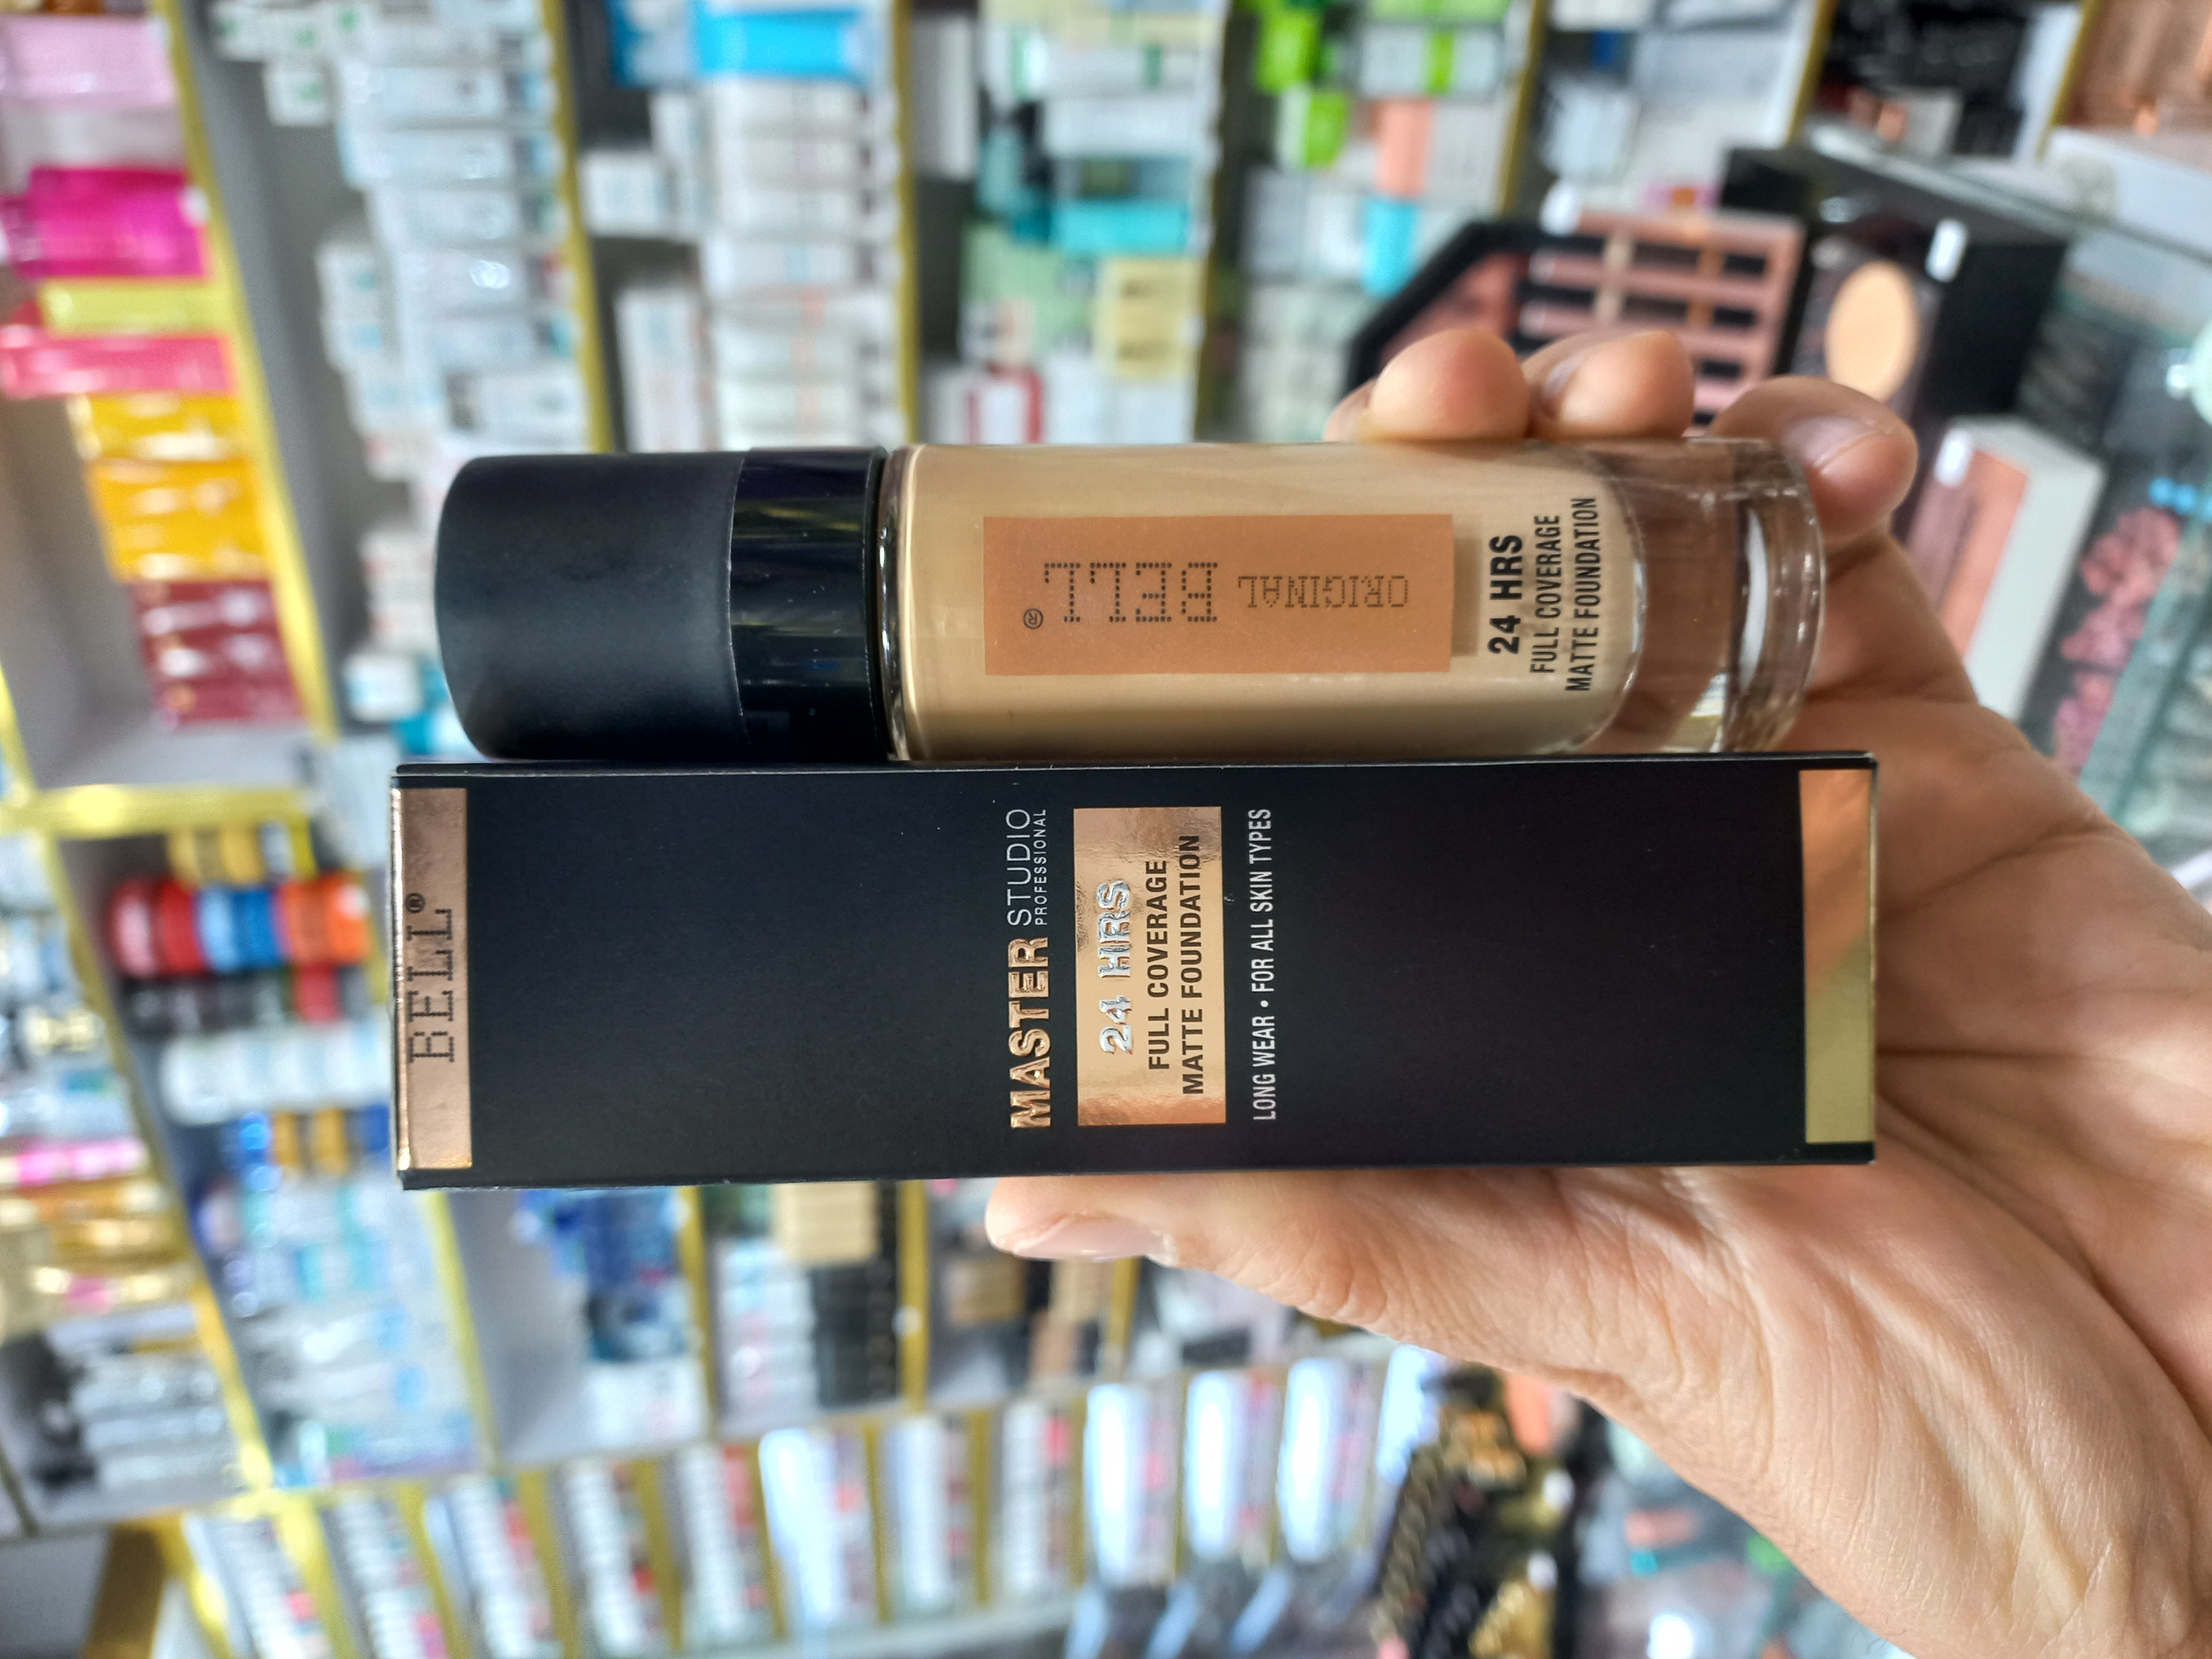 ORIGINAL BELL®
24 HRS
FULL COVERAGE
MATTE FOUNDATION
BELL®
MASTER STUDIO
PROFESSIONAL
24 HRS
FULL COVERAGE
MATTE FOUNDATION
LONG WEAR • FOR ALL SKIN TYPES